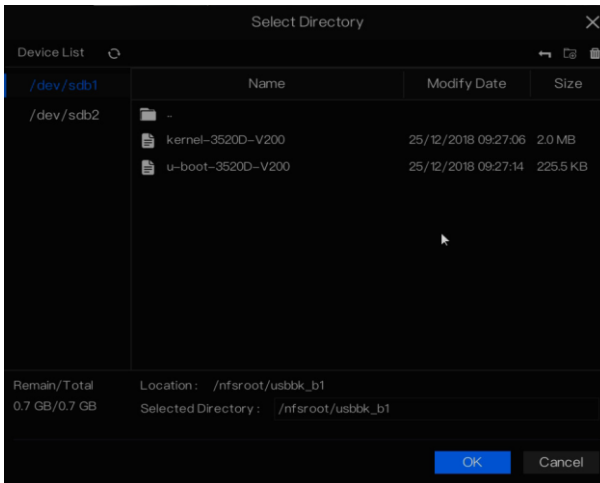 Select Directory
Device List
/dev/sdb1
/dev/sdb2
Name Modify Date Size
..
kernel-3520D-V200 25/12/2018 09:27:06 2.0 MB
u-boot-3520D-V200 25/12/2018 09:27:14 225.5 KB
Remain/Total
0.7 GB/0.7 GB
Location : /nfsroot/usbbk_b1
Selected Directory : /nfsroot/usbbk_b1
OK Cancel